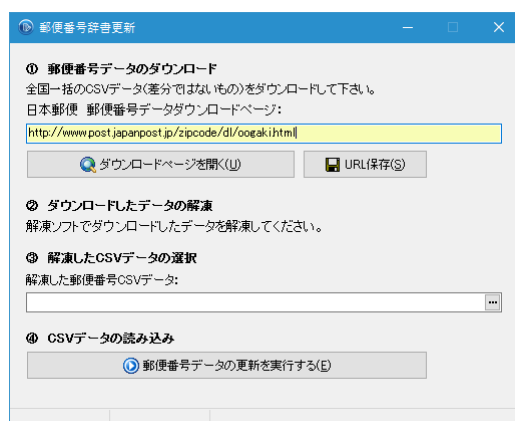 郵便番号辞書更新
① 郵便番号データのダウンロード
全国一括のCSVデータ(差分ではないもの)をダウンロードして下さい。
日本郵便 郵便番号データダウンロードページ:
http://www.post.japanpost.jp/zipcode/dl/oogaki.html
ダウンロードページを開く(U)
URL保存(S)
② ダウンロードしたデータの解凍
解凍ソフトでダウンロードしたデータを解凍してください。
③ 解凍したCSVデータの選択
解凍した郵便番号CSVデータ:
...
④ CSVデータの読み込み
郵便番号データの更新を実行する(E)